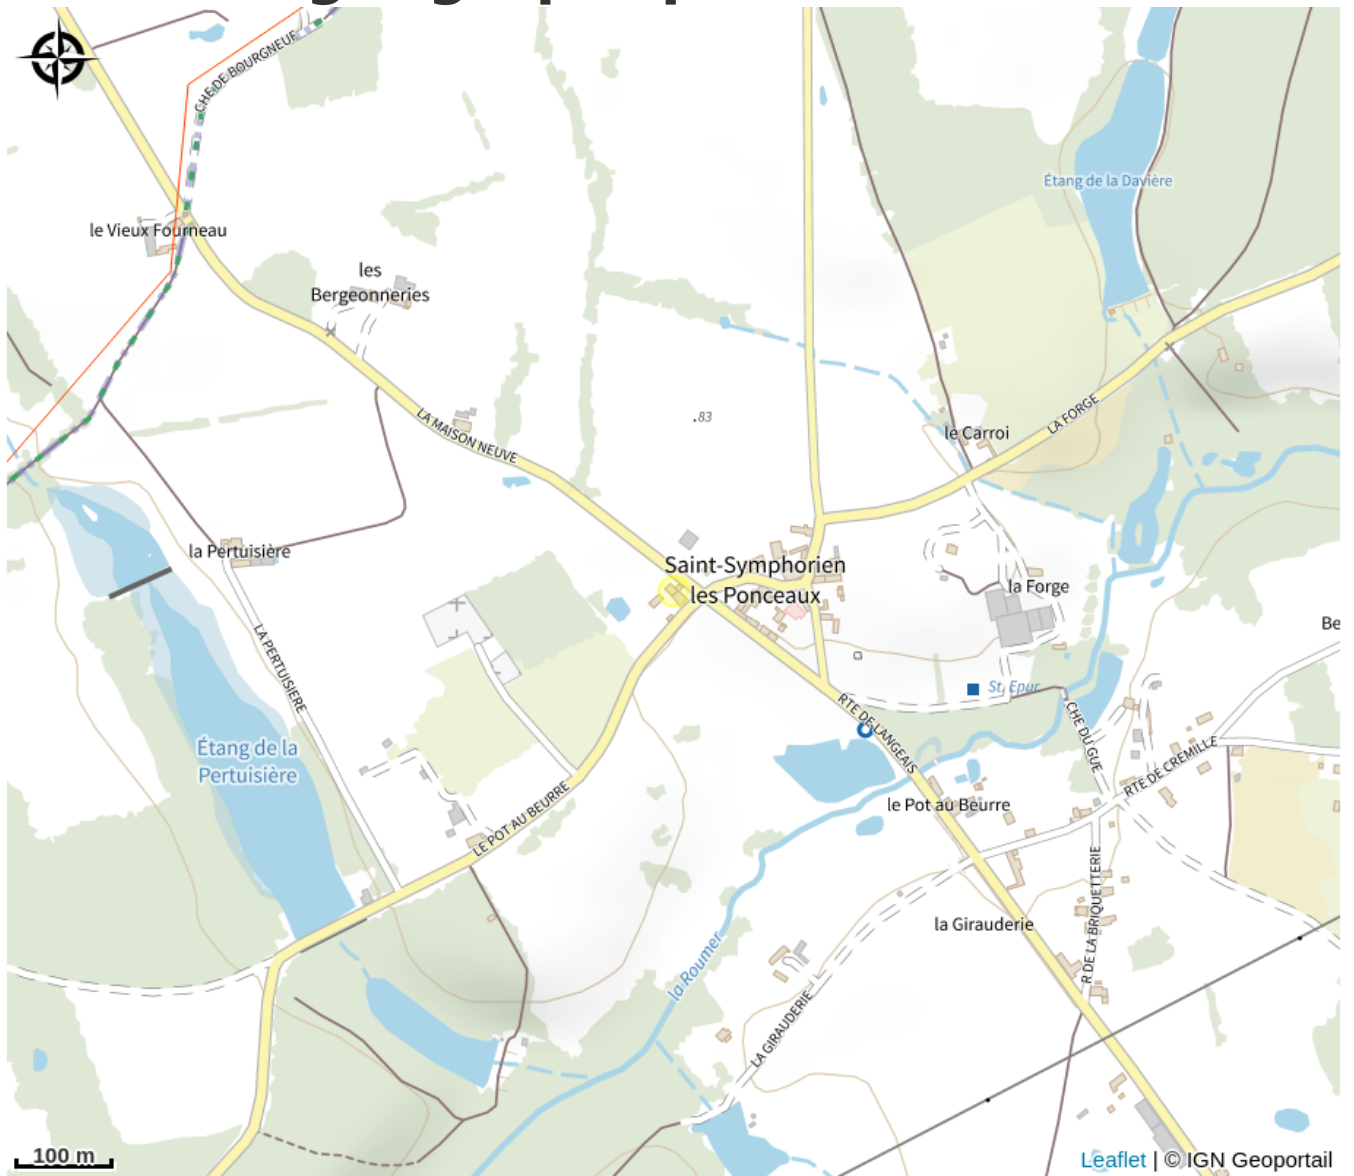 CHE DE BOURGNEUF
Étang de la Davière
le Vieux Fourneau
les
Bergeonneries
83
LA MAISON NEUVE
LA FORGE
le Carroi
la Pertuisière
Saint-Symphorien
les Ponceaux
la Forge
Be
LA PERTUISIERE
St. Epur
RTE DE LANGEAIS
CHE DU GUE
Étang de la
Pertuisière
RTE DE CREMILLE
LE POT AU BEURRE
le Pot au Beurre
R DE LA BRIQUETTERIE
la Girauderie
la Roumer
LA GIRAUDERIE
100 m
Leaflet | © IGN Geoportail